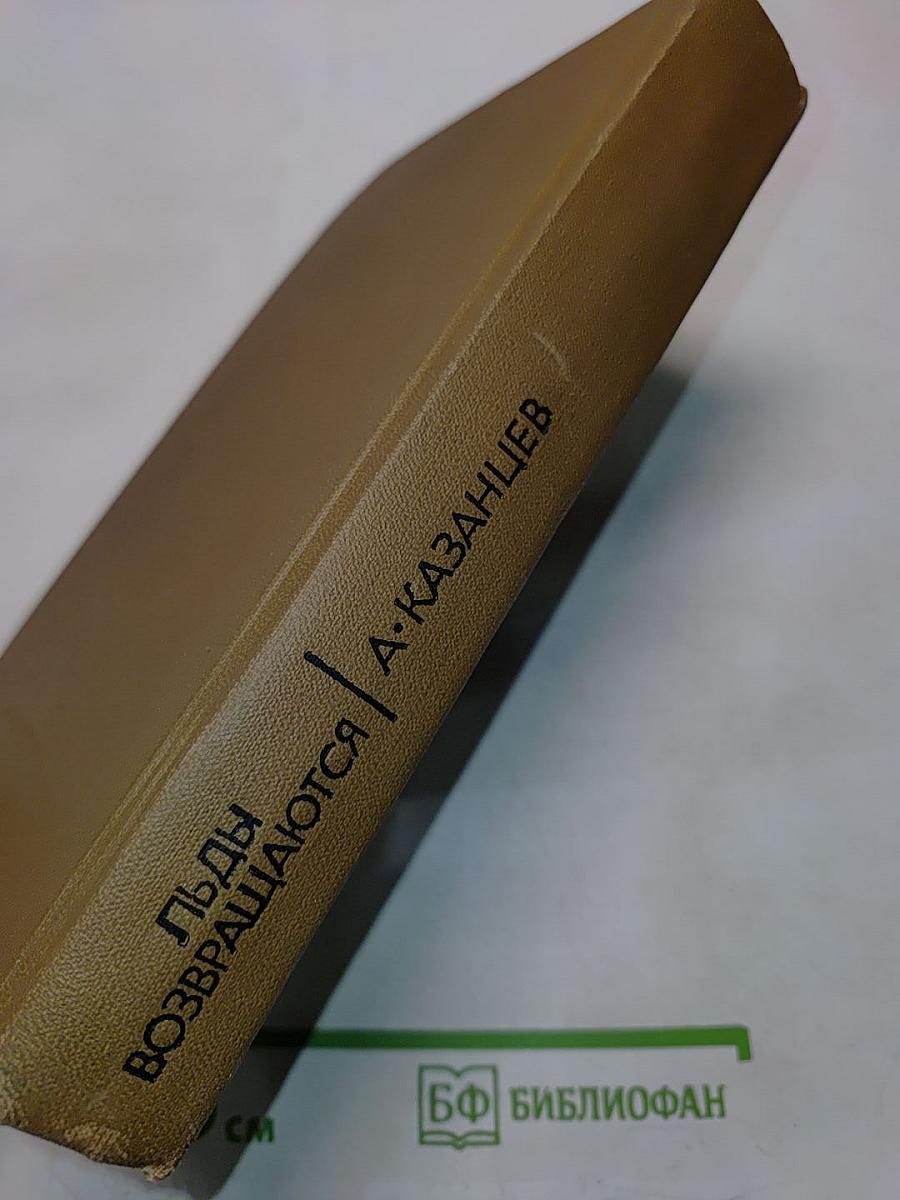 ЛЬДЫ
ВОЗВРАЩАЮТСЯ
А·КАЗАНЦЕВ
см
БФ БИБЛИОФАН